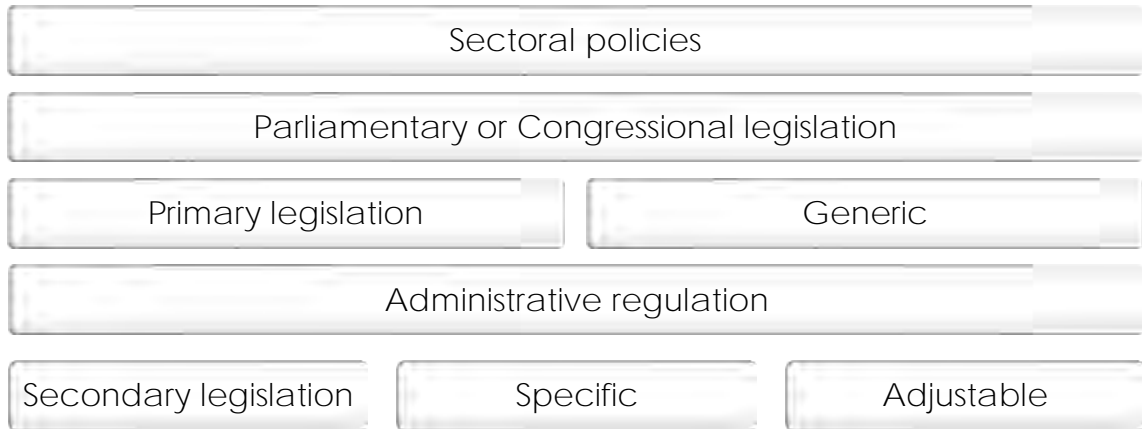 Sectoral policies
Parliamentary or Congressional legislation
Primary legislation Generic
Administrative regulation
Secondary legislation Specific Adjustable